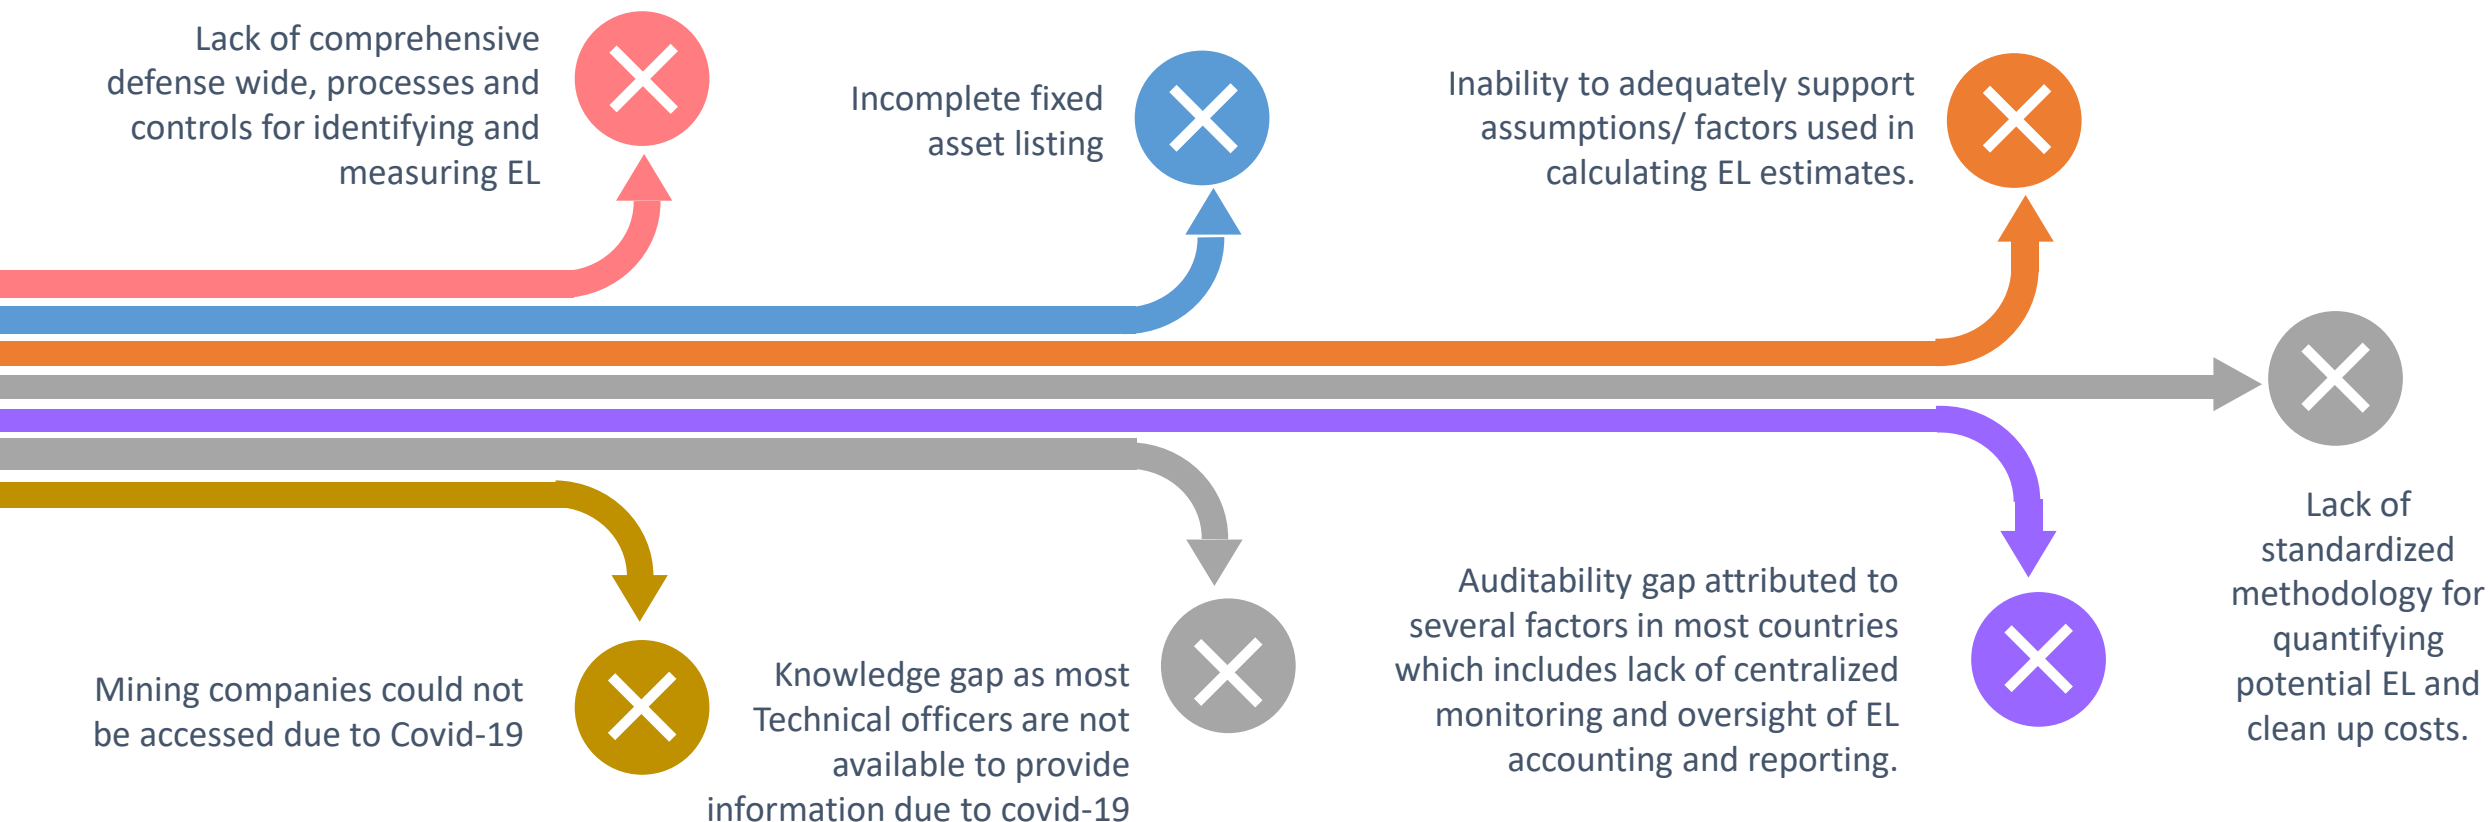 Lack of comprehensive
defense wide, processes and
controls for identifying and
measuring EL
Incomplete fixed
asset listing
Inability to adequately support
assumptions/ factors used in
calculating EL estimates.
Lack of
standardized
methodology for
quantifying
potential EL and
clean up costs.
Mining companies could not
be accessed due to Covid-19
Knowledge gap as most
Technical officers are not
available to provide
information due to covid-19
Auditability gap attributed to
several factors in most countries
which includes lack of centralized
monitoring and oversight of EL
accounting and reporting.